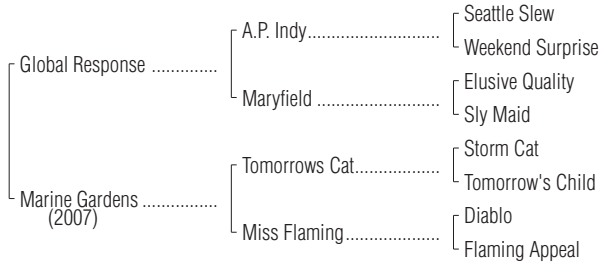 Seattle Slew
A.P. Indy...........................
Weekend Surprise
Global Response ..............
Elusive Quality
Maryfield .........................
Sly Maid
Storm Cat
Tomorrows Cat.................
Tomorrow's Child
Marine Gardens ...............
(2007)
Diablo
Miss Flaming...................
Flaming Appeal